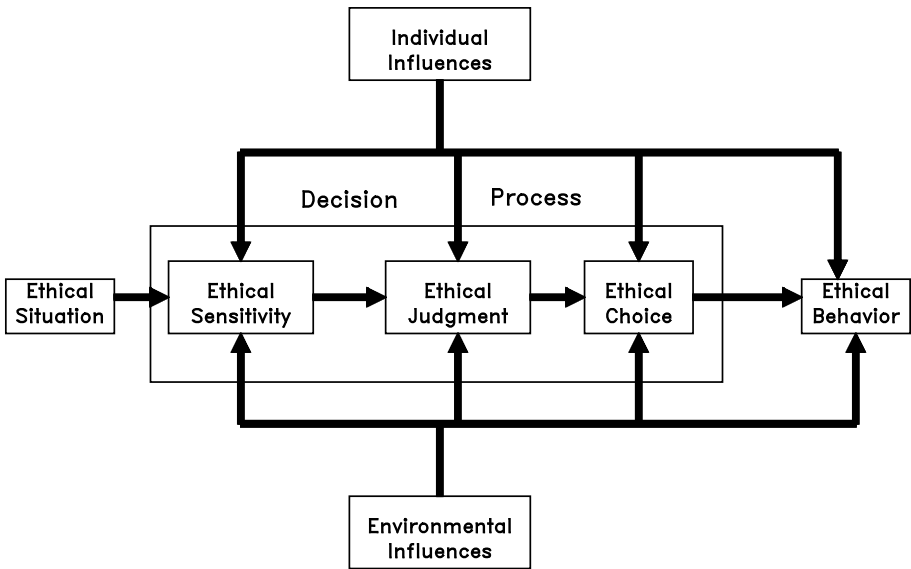 Individual
Influences
Decision Process
Ethical
Situation
Ethical
Sensitivity
Ethical
Judgment
Ethical
Choice
Ethical
Behavior
Environmental
Influences